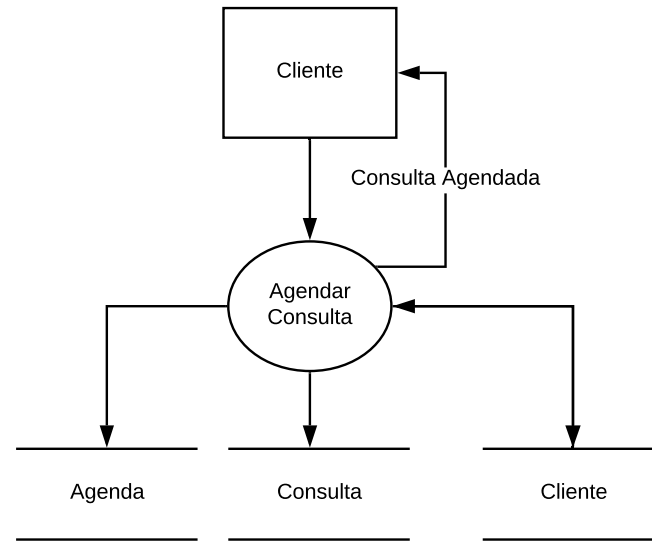 Cliente
Consulta Agendada
Agendar
Consulta
Agenda
Consulta
Cliente